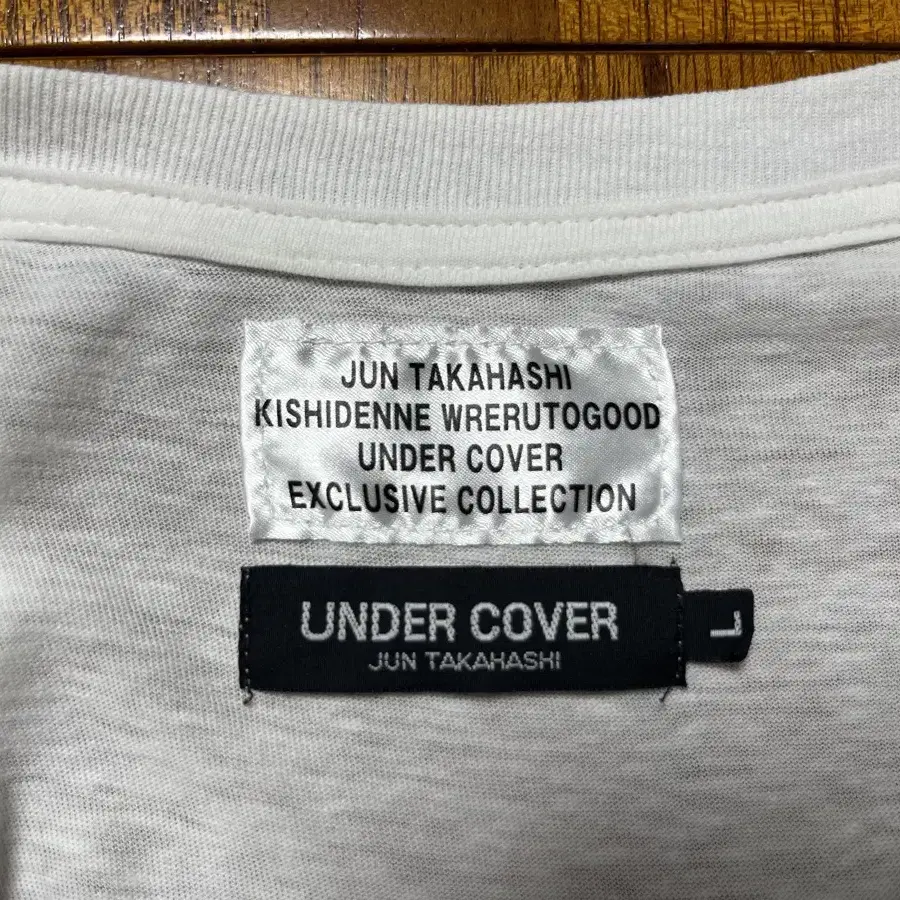 JUN TAKAHASHI
KISHIDENNE WRERUTOGOOD
UNDER COVER
EXCLUSIVE COLLECTION
UNDER COVER
JUN TAKAHASHI
L